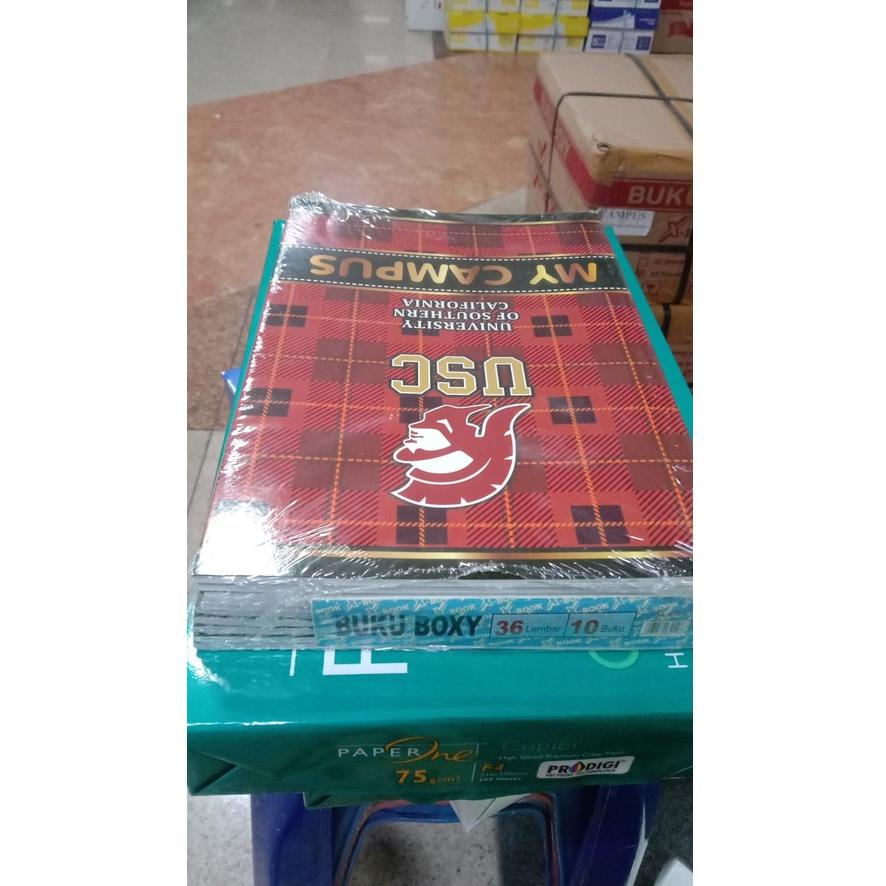 MY CAMPUS
UNIVERSITY
OF SOUTHERN
CALIFORNIA
USC
BUKU BOXY 36 Lembar 10 Buku
PAPER One Copier
75 g/m2 F4
PRODIGI
BUKU
CAMPUS